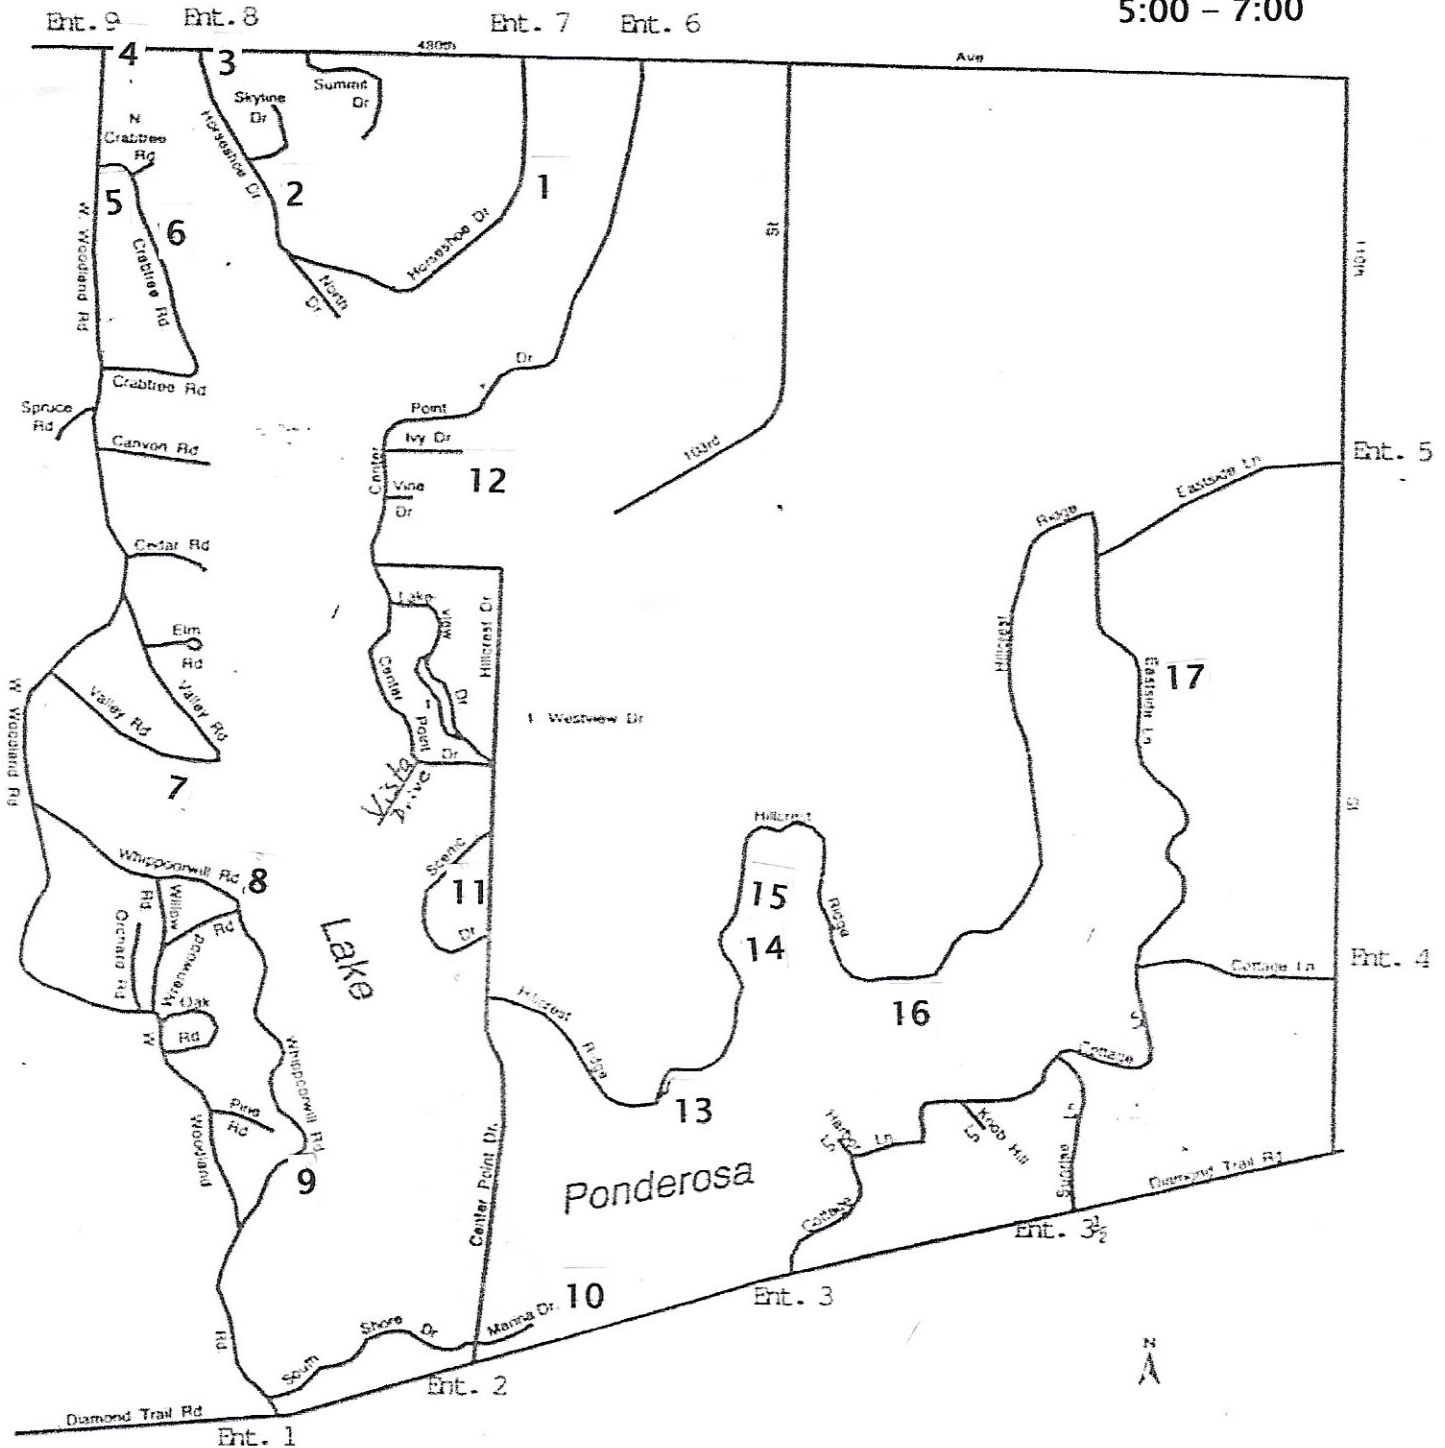 5:00 – 7:00
Ent. 9
Ent. 8
Ent. 7
Ent. 6
480th
Ave
4
3
Summit
Dr
Skyline
Dr
N
Crabtree
Rd
Horseshoe Dr
5
2
1
6
W. Woodland Rd
Crabtree Rd
Horseshoe Dr
North
Dr
St
110th
Crabtree Rd
Dr
Spruce
Rd
Point
Canyon Rd
Ivy Dr
Center
12
Vine
Dr
103rd
Ent. 5
Eastside Ln
Cedar Rd
Ridge
Lake
View
Dr
Hillcrest Dr
Hillcrest
Elm
Rd
Valley Rd
Valley Rd
Center
Point
Dr
Eastside Ln
17
W Woodland Rd
Westview Dr
7
Vista
Drive
St
Hillcrest
Whippoorwill Rd
8
Scenic
Dr
11
15
14
Ridge
Willow
Rd
Orchard Rd
Wrenwood
Rd
Lake
Ent. 4
Cottage Ln
Oak
Rd
W
Hillcrest
Ridge
16
S
Cottage
Whippoorwill Rd
13
Pine
Rd
Woodland
Harbor
Ln
Ln
Knob Hill
Ln
Ln
Sunrise
Diamond Trail Rd
9
Center Point Dr.
Ponderosa
Cottage
Ent. 3½
10
Ent. 3
Rd
Shore
Dr
Marina Dr.
South
N
Ent. 2
Diamond Trail Rd
Ent. 1